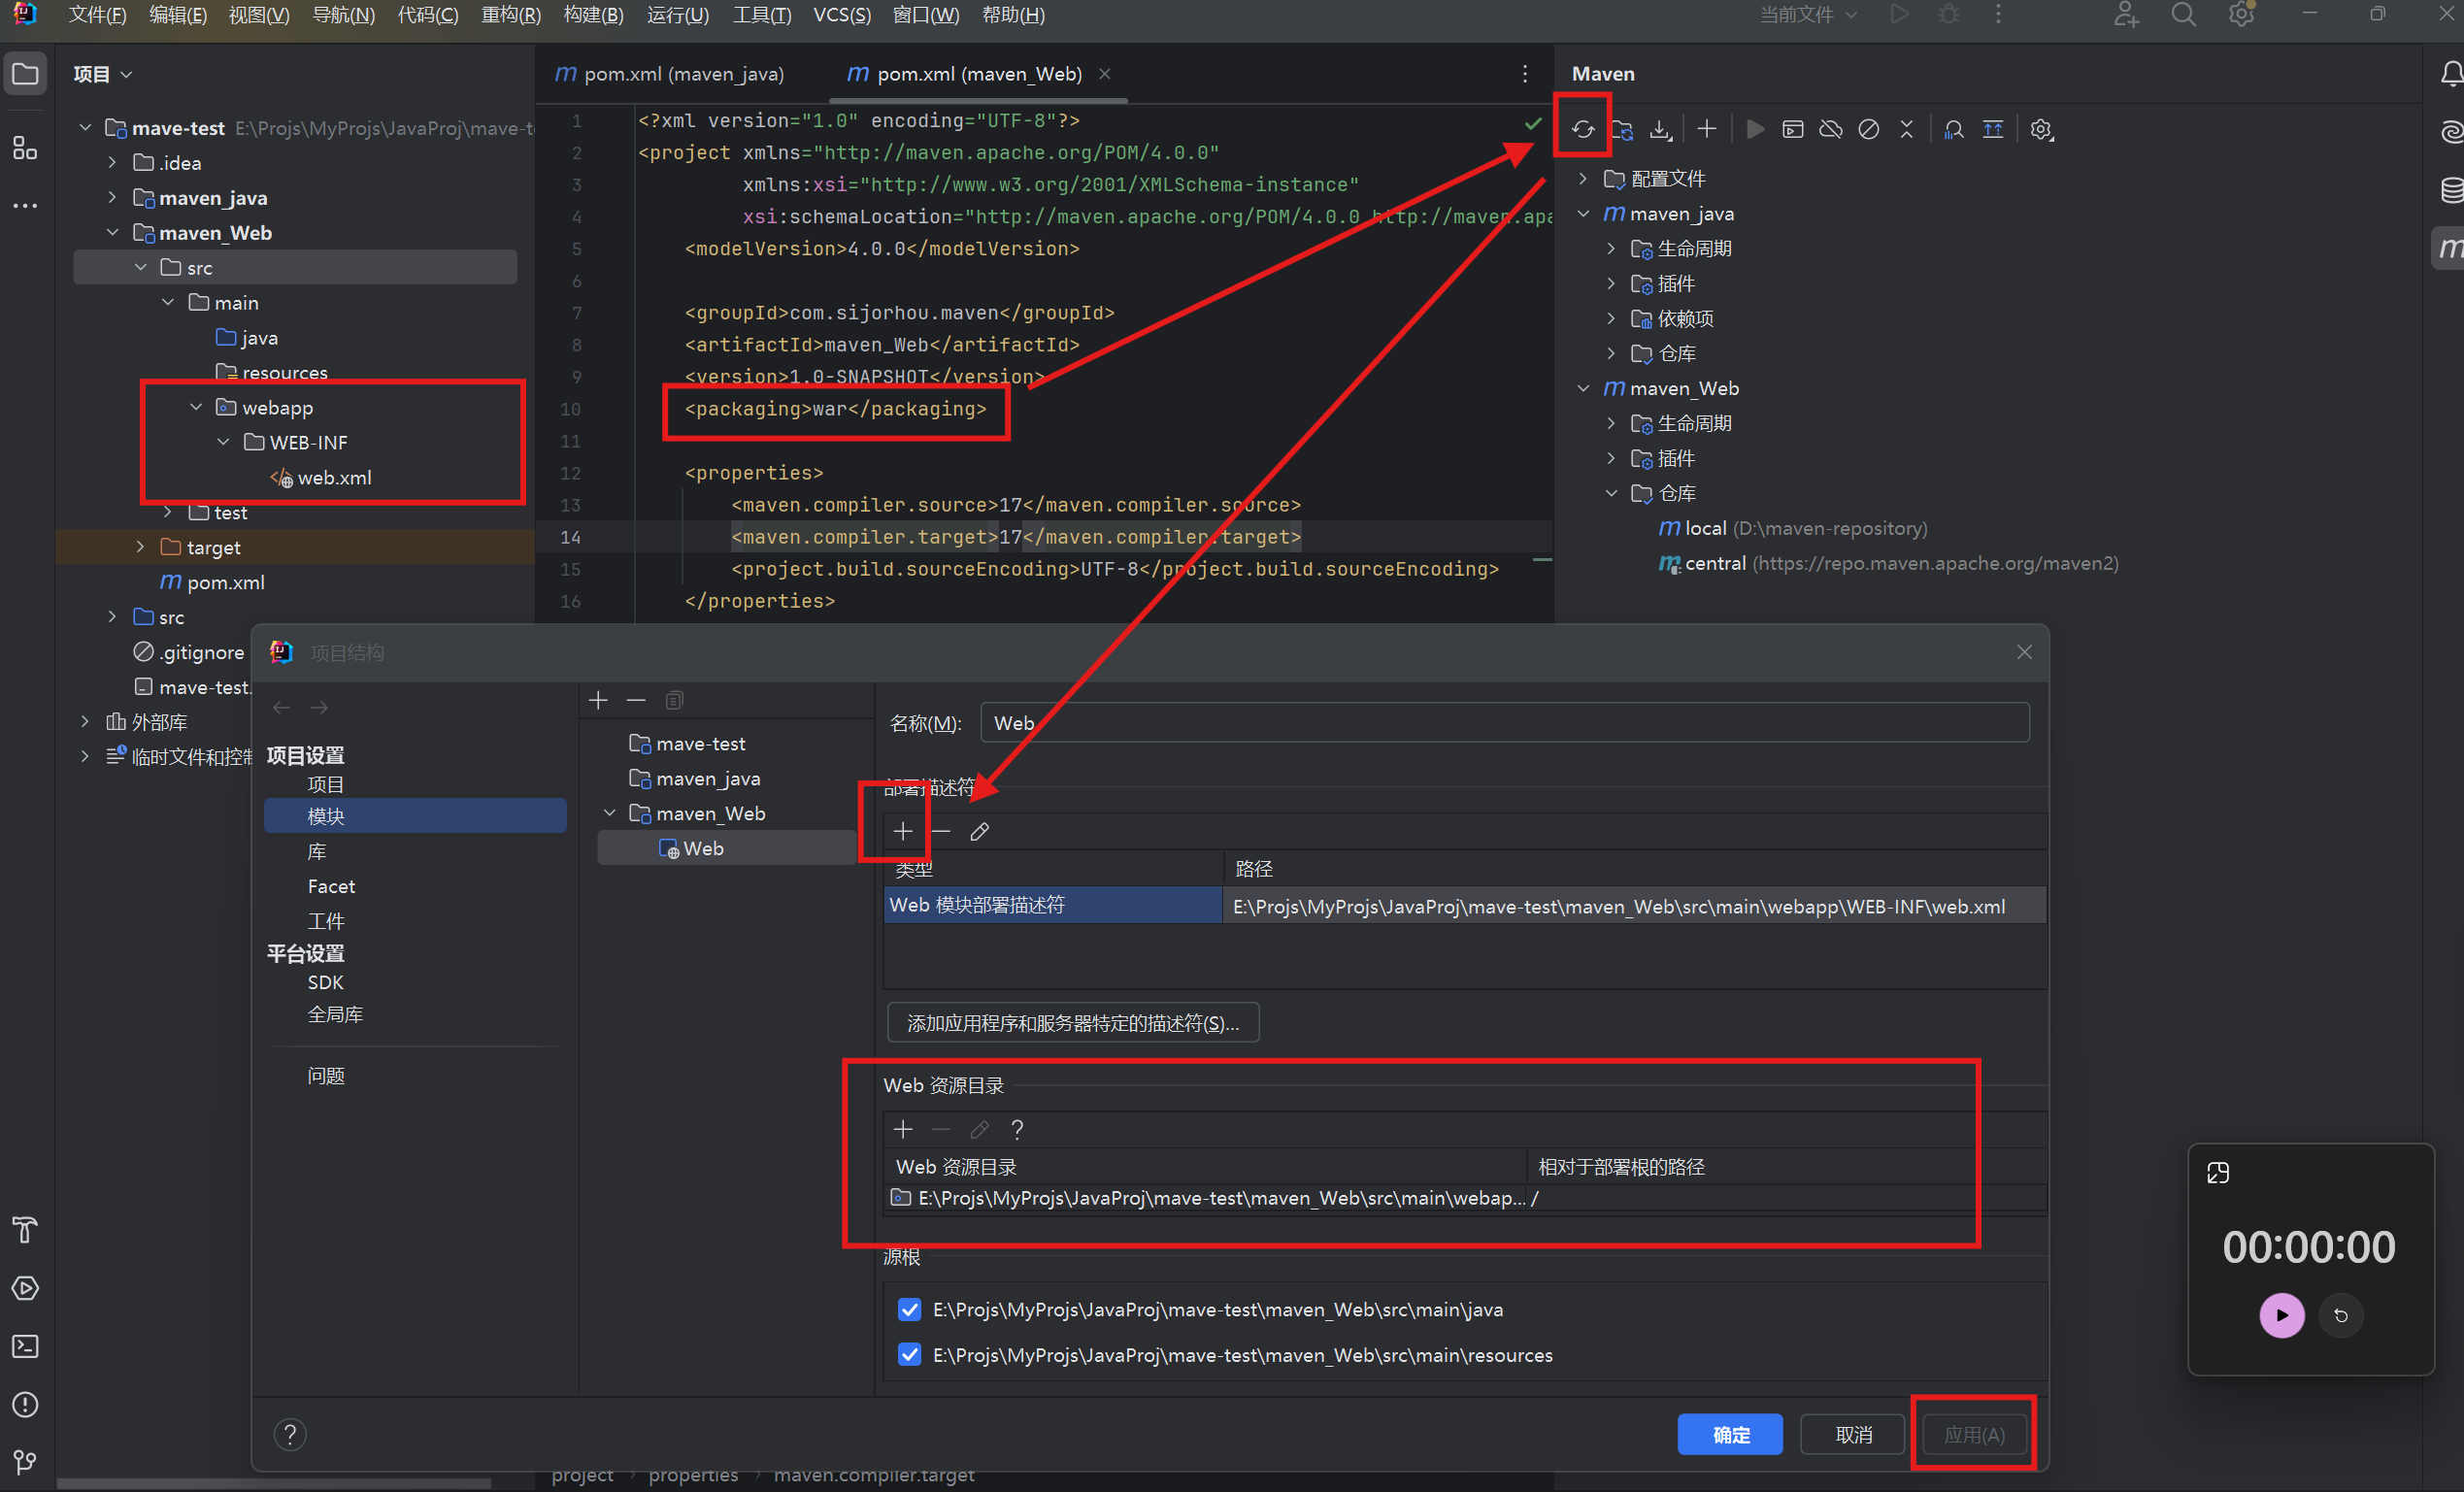 文件(F) 编辑(E) 视图(V) 导航(N) 代码(C) 重构(R) 构建(B) 运行(U) 工具(T) VCS(S) 窗口(W) 帮助(H) 当前文件
项目
mave-test E:\Projs\MyProjs\JavaProj\mave-t
.idea
maven_java
maven_Web
src
main
java
resources
webapp
WEB-INF
web.xml
test
target
pom.xml
src
.gitignore
mave-test.
外部库
临时文件和控制
pom.xml (maven_java) pom.xml (maven_Web)
1 <?xml version="1.0" encoding="UTF-8"?>
2 <project xmlns="http://maven.apache.org/POM/4.0.0"
3 xmlns:xsi="http://www.w3.org/2001/XMLSchema-instance"
4 xsi:schemaLocation="http://maven.apache.org/POM/4.0.0 http://maven.apa
5 <modelVersion>4.0.0</modelVersion>
6
7 <groupId>com.sijorhou.maven</groupId>
8 <artifactId>maven_Web</artifactId>
9 <version>1.0-SNAPSHOT</version>
10 <packaging>war</packaging>
11
12 <properties>
13 <maven.compiler.source>17</maven.compiler.source>
14 <maven.compiler.target>17</maven.compiler.target>
15 <project.build.sourceEncoding>UTF-8</project.build.sourceEncoding>
16 </properties>
Maven
配置文件
maven_java
生命周期
插件
依赖项
仓库
maven_Web
生命周期
插件
仓库
local (D:\maven-repository)
central (https://repo.maven.apache.org/maven2)
项目结构
项目设置
项目
模块
库
Facet
工件
平台设置
SDK
全局库
问题
mave-test
maven_java
maven_Web
Web
名称(M): Web
部署描述符
类型 路径
Web 模块部署描述符 E:\Projs\MyProjs\JavaProj\mave-test\maven_Web\src\main\webapp\WEB-INF\web.xml
添加应用程序和服务器特定的描述符(S)...
Web 资源目录
Web 资源目录 相对于部署根的路径
E:\Projs\MyProjs\JavaProj\mave-test\maven_Web\src\main\webap... /
源根
E:\Projs\MyProjs\JavaProj\mave-test\maven_Web\src\main\java
E:\Projs\MyProjs\JavaProj\mave-test\maven_Web\src\main\resources
确定 取消 应用(A)
project › properties › maven.compiler.target
00:00:00